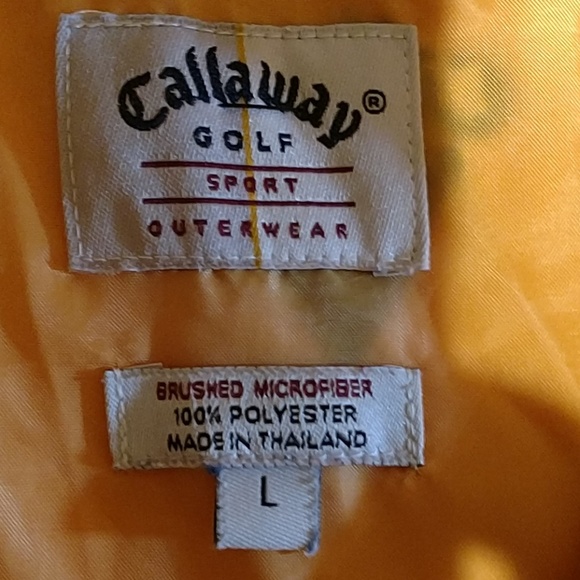 Callaway®
GOLF
SPORT
OUTERWEAR
BRUSHED MICROFIBER
100% POLYESTER
MADE IN THAILAND
L